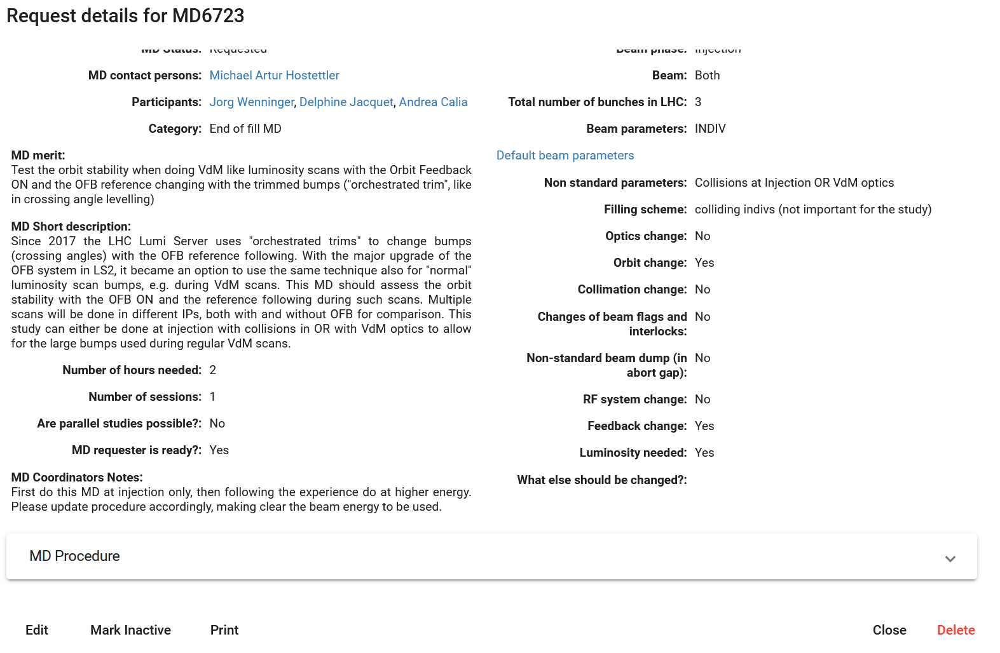 Request details for MD6723
MD Status: Requested
MD contact persons: Michael Artur Hostettler
Participants: Jorg Wenninger, Delphine Jacquet, Andrea Calia
Category: End of fill MD
MD merit:
Test the orbit stability when doing VdM like luminosity scans with the Orbit Feedback
ON and the OFB reference changing with the trimmed bumps ("orchestrated trim", like
in crossing angle levelling)
MD Short description:
Since 2017 the LHC Lumi Server uses "orchestrated trims" to change bumps
(crossing angles) with the OFB reference following. With the major upgrade of the
OFB system in LS2, it became an option to use the same technique also for "normal"
luminosity scan bumps, e.g. during VdM scans. This MD should assess the orbit
stability with the OFB ON and the reference following during such scans. Multiple
scans will be done in different IPs, both with and without OFB for comparison. This
study can either be done at injection with collisions in OR with VdM optics to allow
for the large bumps used during regular VdM scans.
Number of hours needed: 2
Number of sessions: 1
Are parallel studies possible?: No
MD requester is ready?: Yes
MD Coordinators Notes:
First do this MD at injection only, then following the experience do at higher energy.
Please update procedure accordingly, making clear the beam energy to be used.
Beam phase: Injection
Beam: Both
Total number of bunches in LHC: 3
Beam parameters: INDIV
Default beam parameters
Non standard parameters: Collisions at Injection OR VdM optics
Filling scheme: colliding indivs (not important for the study)
Optics change: No
Orbit change: Yes
Collimation change: No
Changes of beam flags and No
interlocks:
Non-standard beam dump (in No
abort gap):
RF system change: No
Feedback change: Yes
Luminosity needed: Yes
What else should be changed?:
MD Procedure
Edit Mark Inactive Print Close Delete